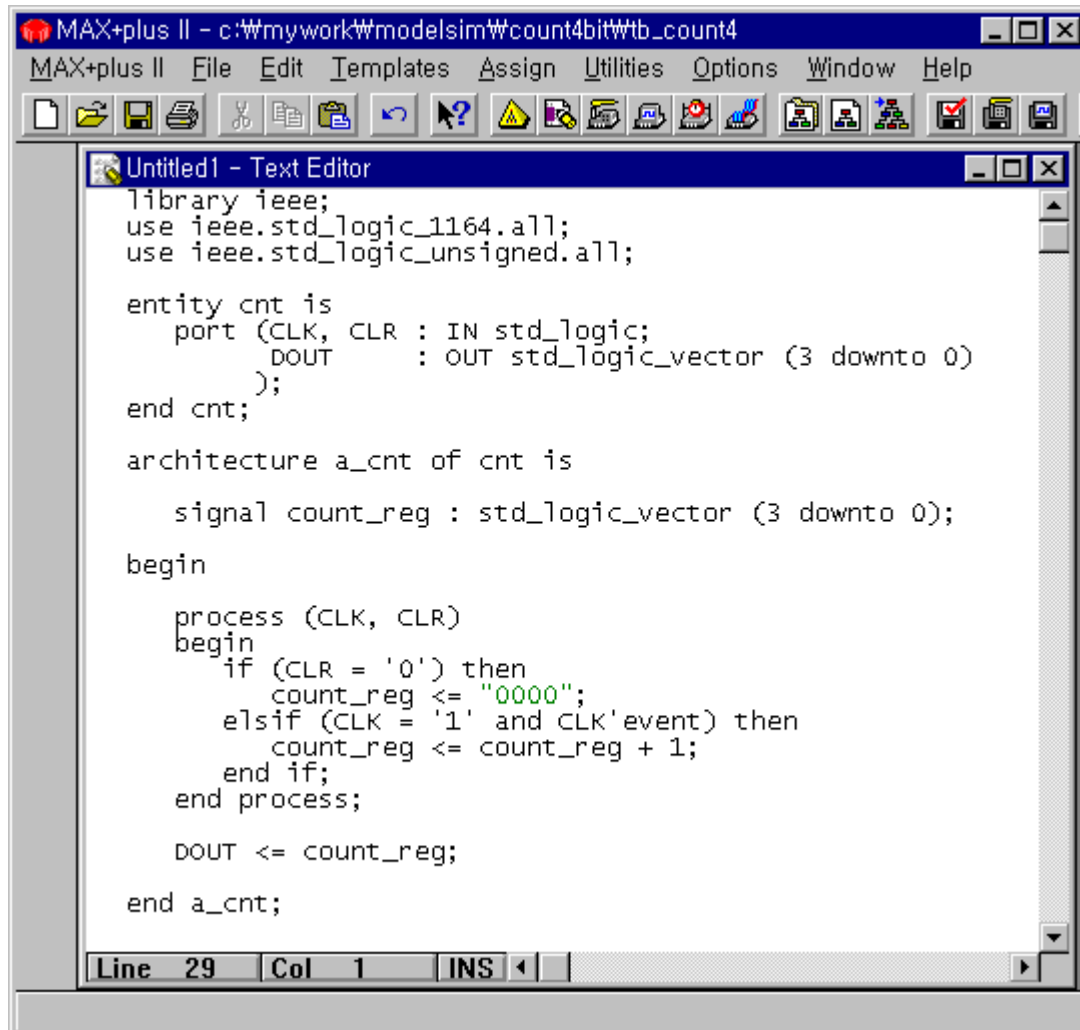 MAX+plus II - c:₩mywork₩modelsim₩count4bit₩tb_count4
MAX+plus II File Edit Templates Assign Utilities Options Window Help
Untitled1 - Text Editor
library ieee;
use ieee.std_logic_1164.all;
use ieee.std_logic_unsigned.all;
entity cnt is
port (CLK, CLR : IN std_logic;
DOUT : OUT std_logic_vector (3 downto 0)
);
end cnt;
architecture a_cnt of cnt is
signal count_reg : std_logic_vector (3 downto 0);
begin
process (CLK, CLR)
begin
if (CLR = '0') then
count_reg <= "0000";
elsif (CLK = '1' and CLK'event) then
count_reg <= count_reg + 1;
end if;
end process;
DOUT <= count_reg;
end a_cnt;
Line 29 Col 1 INS